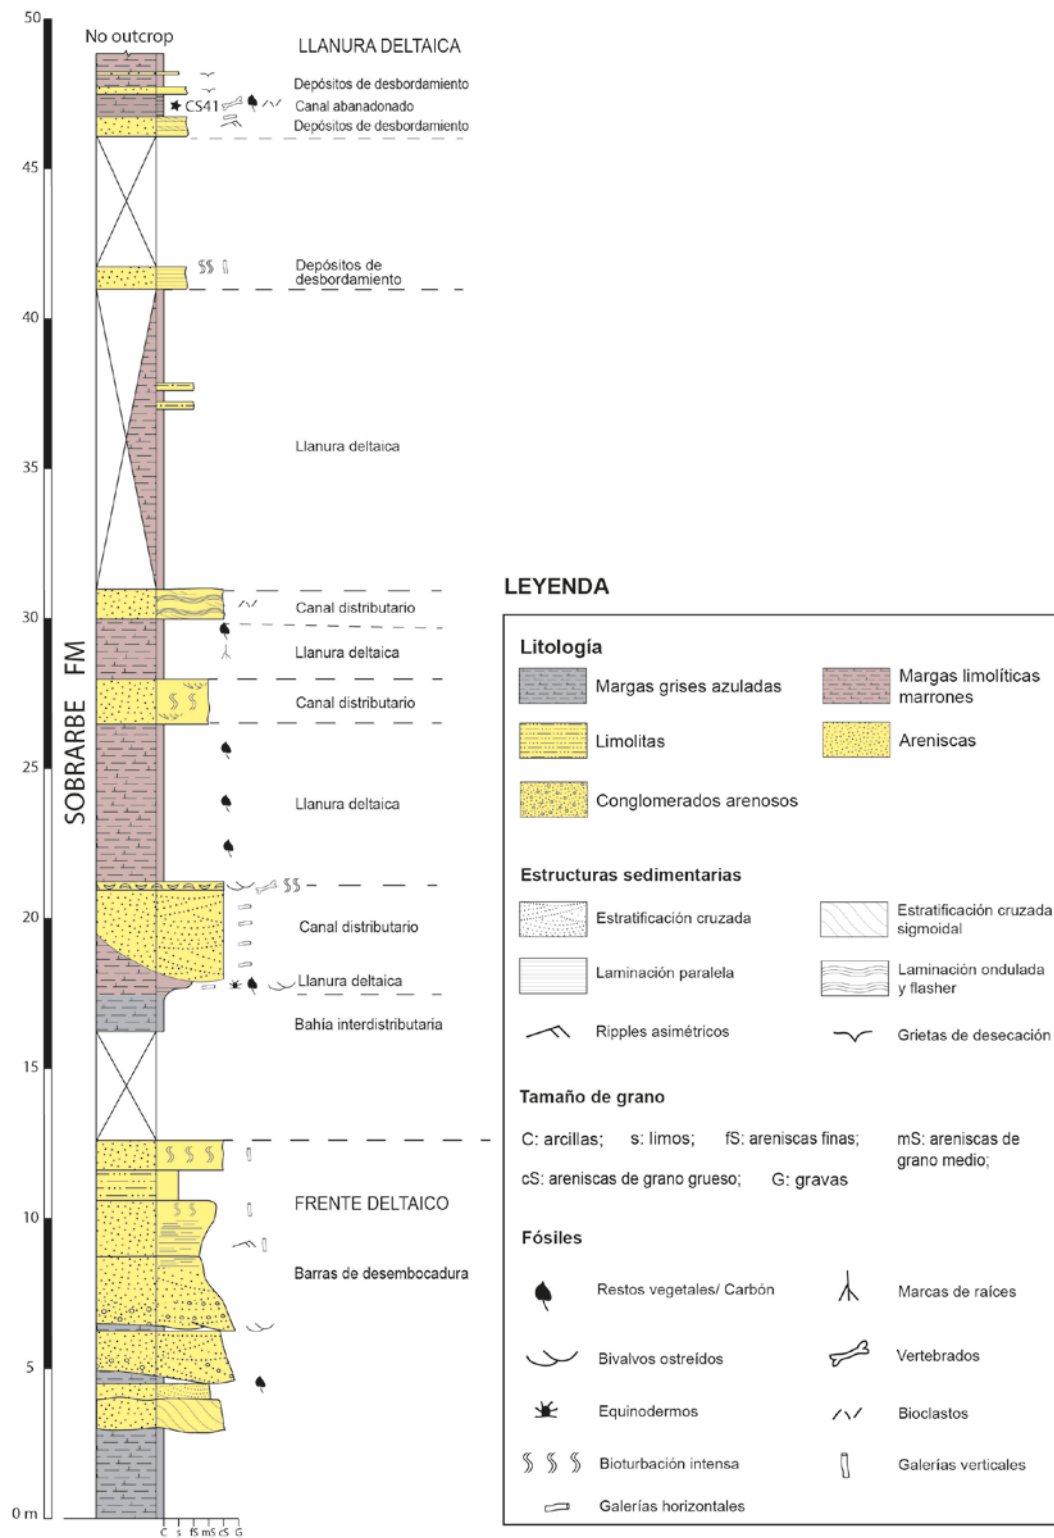 50
No outcrop
LLANURA DELTAICA
Depósitos de desbordamiento
CS41
Canal abanadonado
Depósitos de desbordamiento
45
Depósitos de
desbordamiento
40
Llanura deltaica
35
Canal distributario
30
Llanura deltaica
Canal distributario
25
Llanura deltaica
SOBRARBE FM
20
Canal distributario
Llanura deltaica
Bahía interdistributaria
15
FRENTE DELTAICO
10
Barras de desembocadura
5
0 m
C s fS mS cS G
LEYENDA
Litología
Margas grises azuladas
Margas limolíticas
marrones
Limolitas
Areniscas
Conglomerados arenosos
Estructuras sedimentarias
Estratificación cruzada
Estratificación cruzada
sigmoidal
Laminación paralela
Laminación ondulada
y flasher
Ripples asimétricos
Grietas de desecación
Tamaño de grano
C: arcillas; s: limos; fS: areniscas finas; mS: areniscas de
grano medio;
cS: areniscas de grano grueso; G: gravas
Fósiles
Restos vegetales/ Carbón
Marcas de raíces
Bivalvos ostreídos
Vertebrados
Equinodermos
Bioclastos
Bioturbación intensa
Galerías verticales
Galerías horizontales